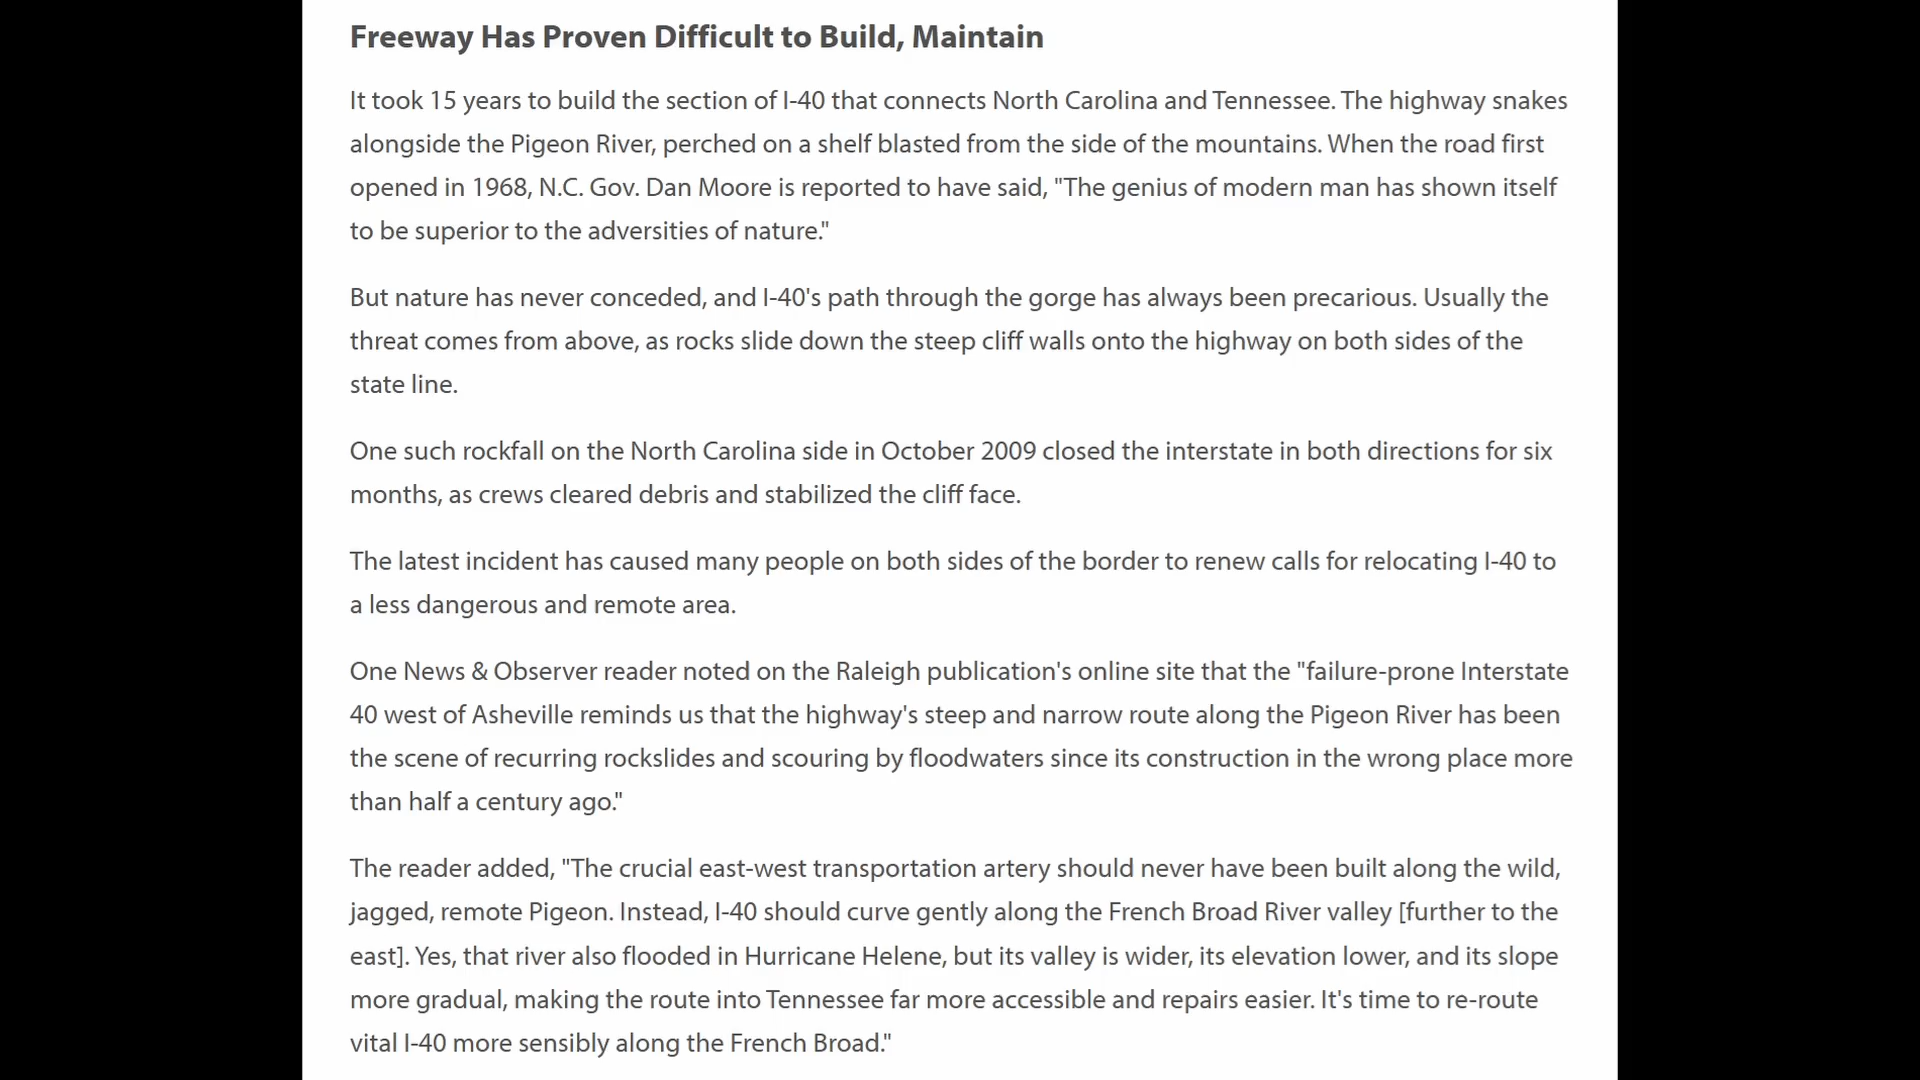 Freeway Has Proven Difficult to Build, Maintain
It took 15 years to build the section of I-40 that connects North Carolina and Tennessee. The highway snakes
alongside the Pigeon River, perched on a shelf blasted from the side of the mountains. When the road first
opened in 1968, N.C. Gov. Dan Moore is reported to have said, "The genius of modern man has shown itself
to be superior to the adversities of nature."
But nature has never conceded, and I-40's path through the gorge has always been precarious. Usually the
threat comes from above, as rocks slide down the steep cliff walls onto the highway on both sides of the
state line.
One such rockfall on the North Carolina side in October 2009 closed the interstate in both directions for six
months, as crews cleared debris and stabilized the cliff face.
The latest incident has caused many people on both sides of the border to renew calls for relocating I-40 to
a less dangerous and remote area.
One News & Observer reader noted on the Raleigh publication's online site that the "failure-prone Interstate
40 west of Asheville reminds us that the highway's steep and narrow route along the Pigeon River has been
the scene of recurring rockslides and scouring by floodwaters since its construction in the wrong place more
than half a century ago."
The reader added, "The crucial east-west transportation artery should never have been built along the wild,
jagged, remote Pigeon. Instead, I-40 should curve gently along the French Broad River valley [further to the
east]. Yes, that river also flooded in Hurricane Helene, but its valley is wider, its elevation lower, and its slope
more gradual, making the route into Tennessee far more accessible and repairs easier. It's time to re-route
vital I-40 more sensibly along the French Broad."